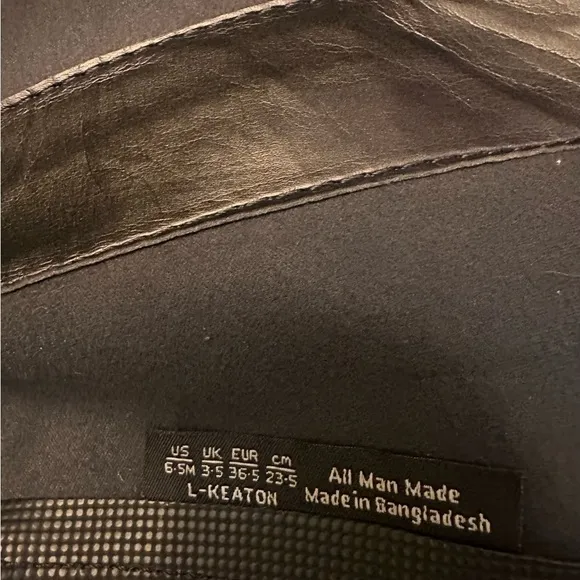 US UK EUR cm
6.5M 3.5 36.5 23.5
L-KEATON
All Man Made
Made in Bangladesh